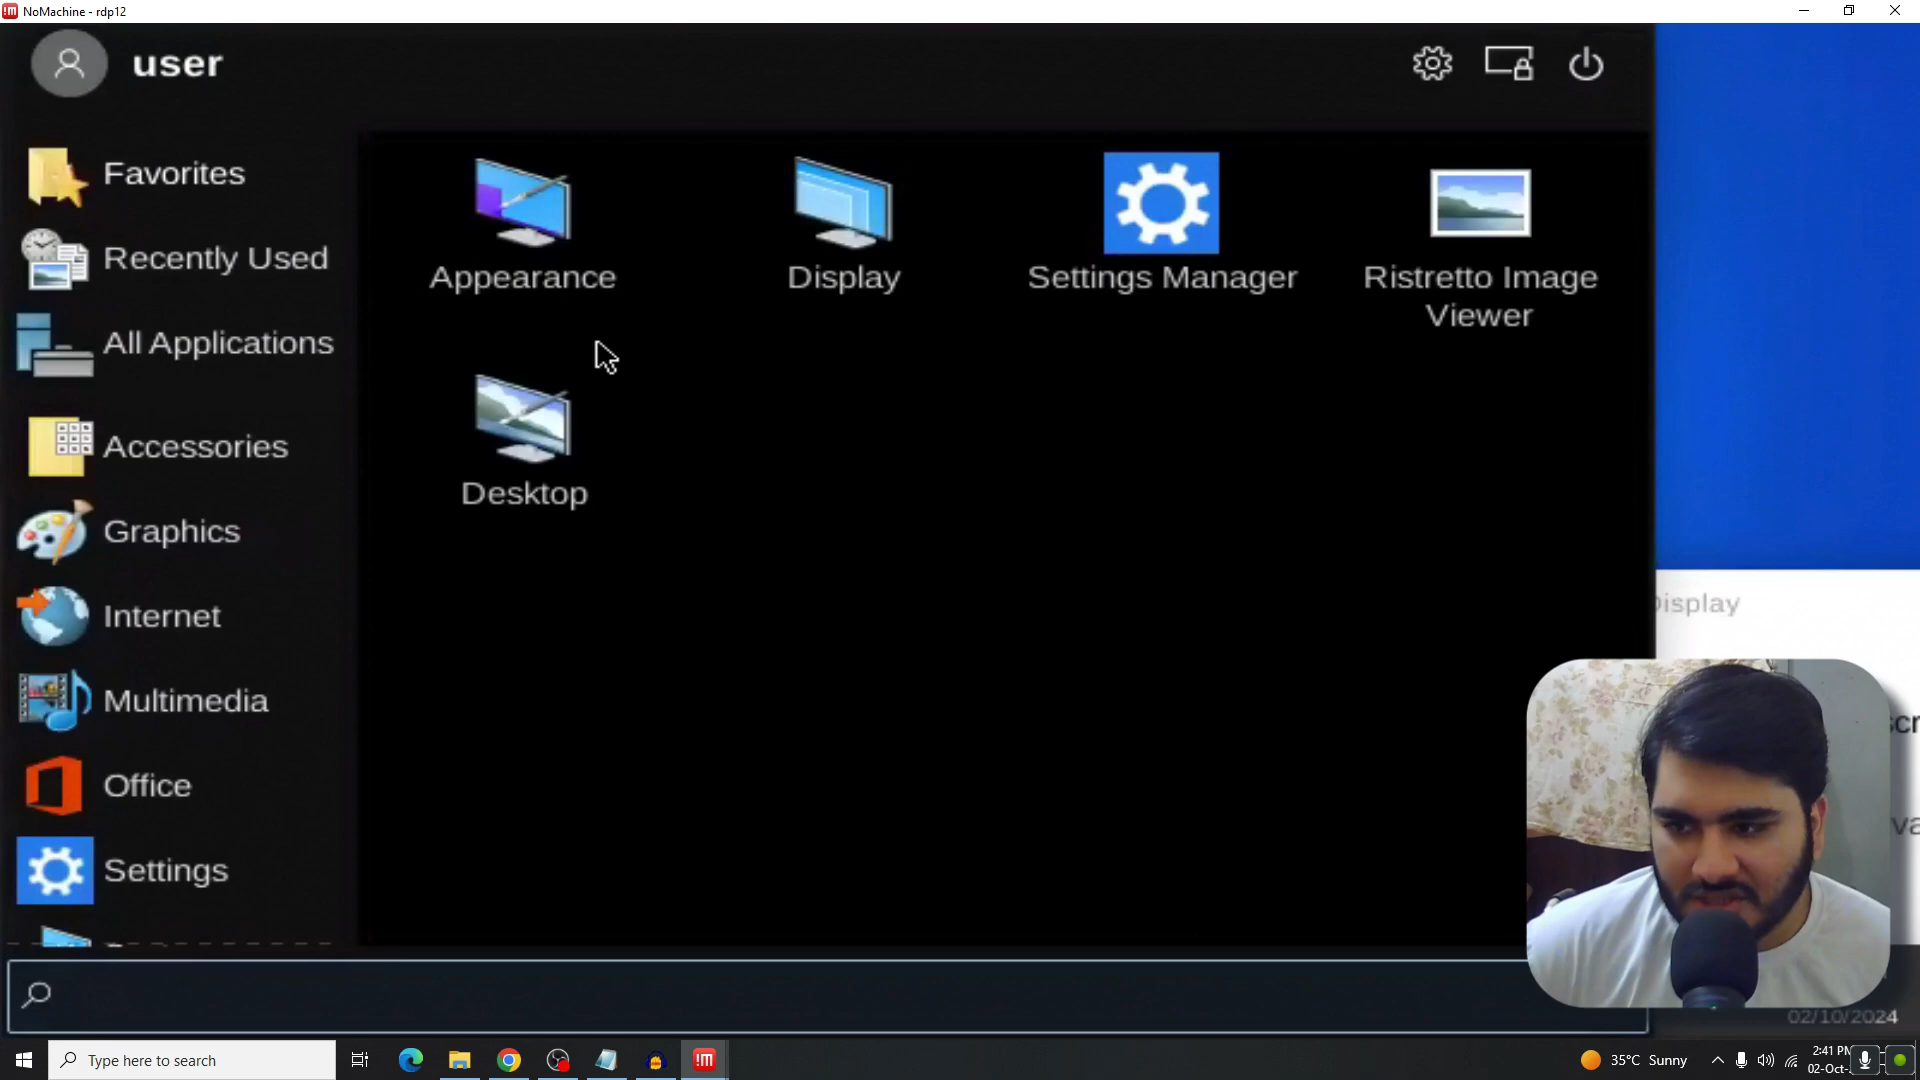 NoMachine - rdp12
user
Favorites
Recently Used
All Applications
Accessories
Graphics
Internet
Multimedia
Office
Settings
Appearance
Display
Settings Manager
Ristretto Image
Viewer
Desktop
Display
02/10/2024
Type here to search
35°C Sunny
2:41 PM
02-Oct-